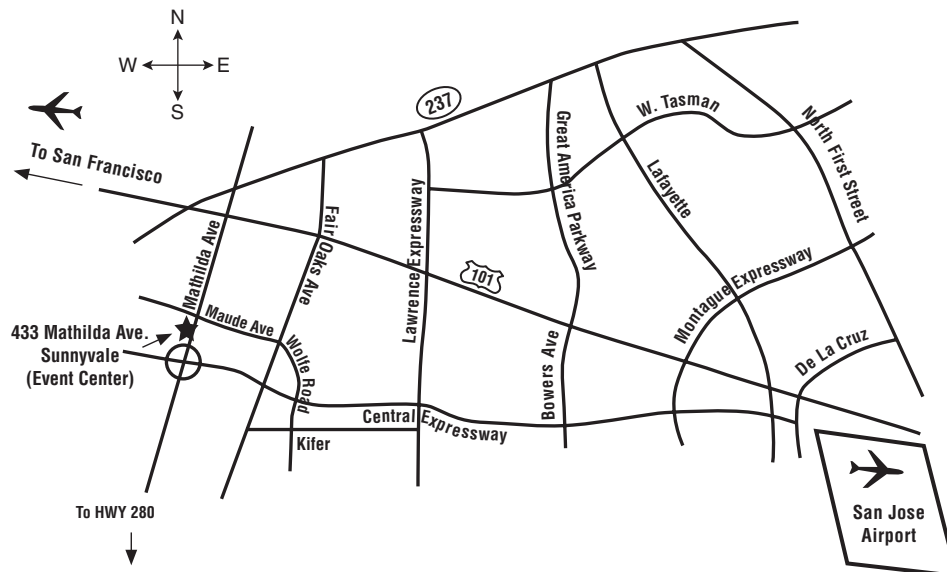 N
W E
S
237
W. Tasman
To San Francisco
Great America Parkway
North First Street
Lafayette
Fair Oaks Ave
Mathilda Ave
Lawrence Expressway
101
Montague Expressway
Maude Ave
433 Mathilda Ave.
Sunnyvale
(Event Center)
Wolfe Road
Bowers Ave
De La Cruz
Central Expressway
Kifer
To HWY 280
San Jose
Airport